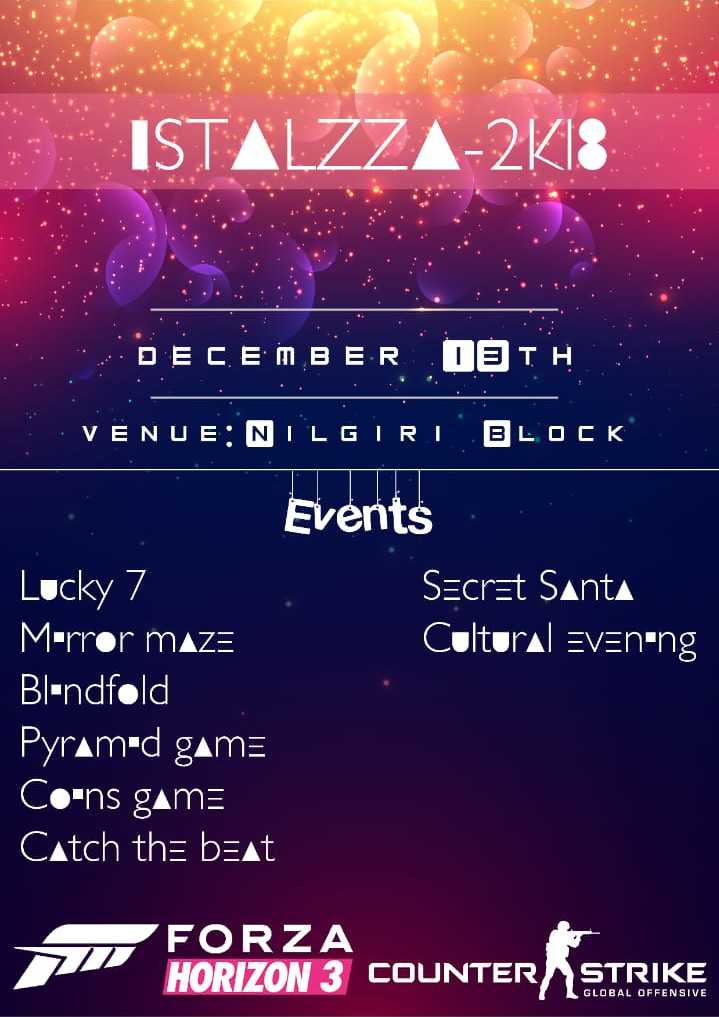 ISTALZZA-2K18
DECEMBER 13TH
VENUE: NILGIRI BLOCK
Events
Lucky 7
Mirror maze
Blindfold
Pyramid game
Coins game
Catch the beat
Secret Santa
Cultural evening
FORZA
HORIZON 3
COUNTER STRIKE
GLOBAL OFFENSIVE